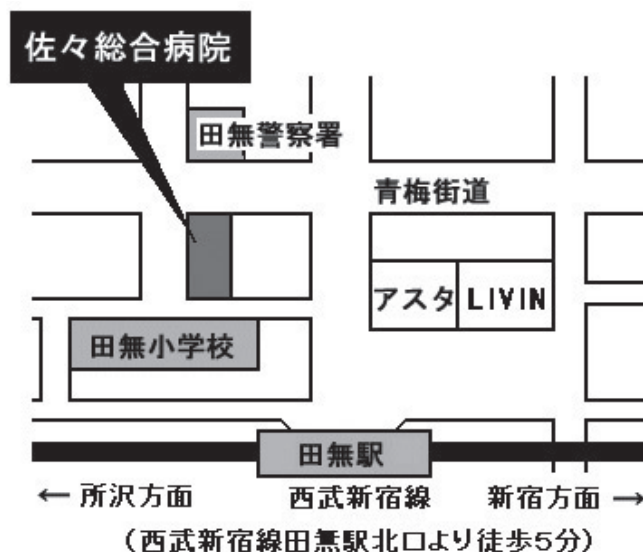 佐々総合病院
田無警察署
青梅街道
アスタ
LIVIN
田無小学校
田無駅
← 所沢方面
西武新宿線
新宿方面 →
(西武新宿線田無駅北口より徒歩5分)